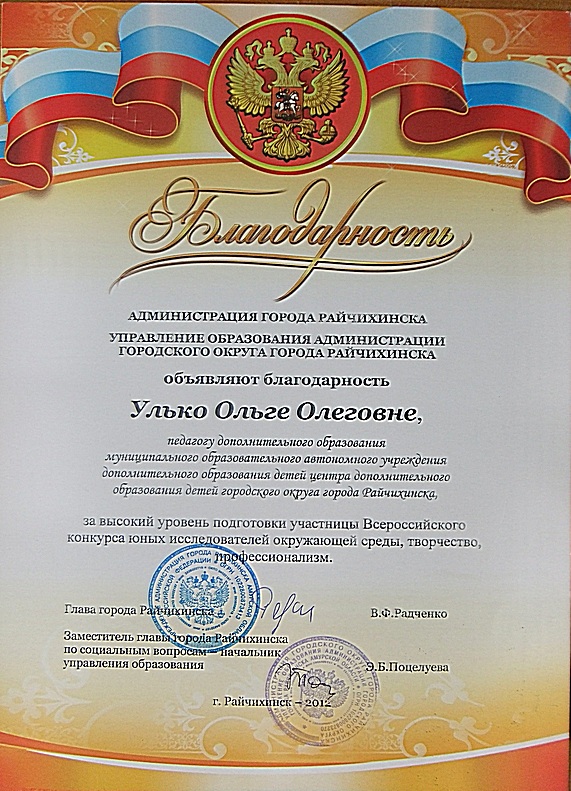 Благодарность
АДМИНИСТРАЦИЯ ГОРОДА РАЙЧИХИНСКА
УПРАВЛЕНИЕ ОБРАЗОВАНИЯ АДМИНИСТРАЦИИ
ГОРОДСКОГО ОКРУГА ГОРОДА РАЙЧИХИНСКА
объявляют благодарность
Улько Ольге Олеговне,
педагогу дополнительного образования
муниципального образовательного автономного учреждения
дополнительного образования детей центра дополнительного
образования детей городского округа города Райчихинска,
за высокий уровень подготовки участницы Всероссийского
конкурса юных исследователей окружающей среды, творчество,
профессионализм.
Глава города Райчихинска
В.Ф.Радченко
Заместитель главы города Райчихинска
по социальным вопросам – начальник
управления образования
Э.Б.Поцелуева
г. Райчихинск – 2012